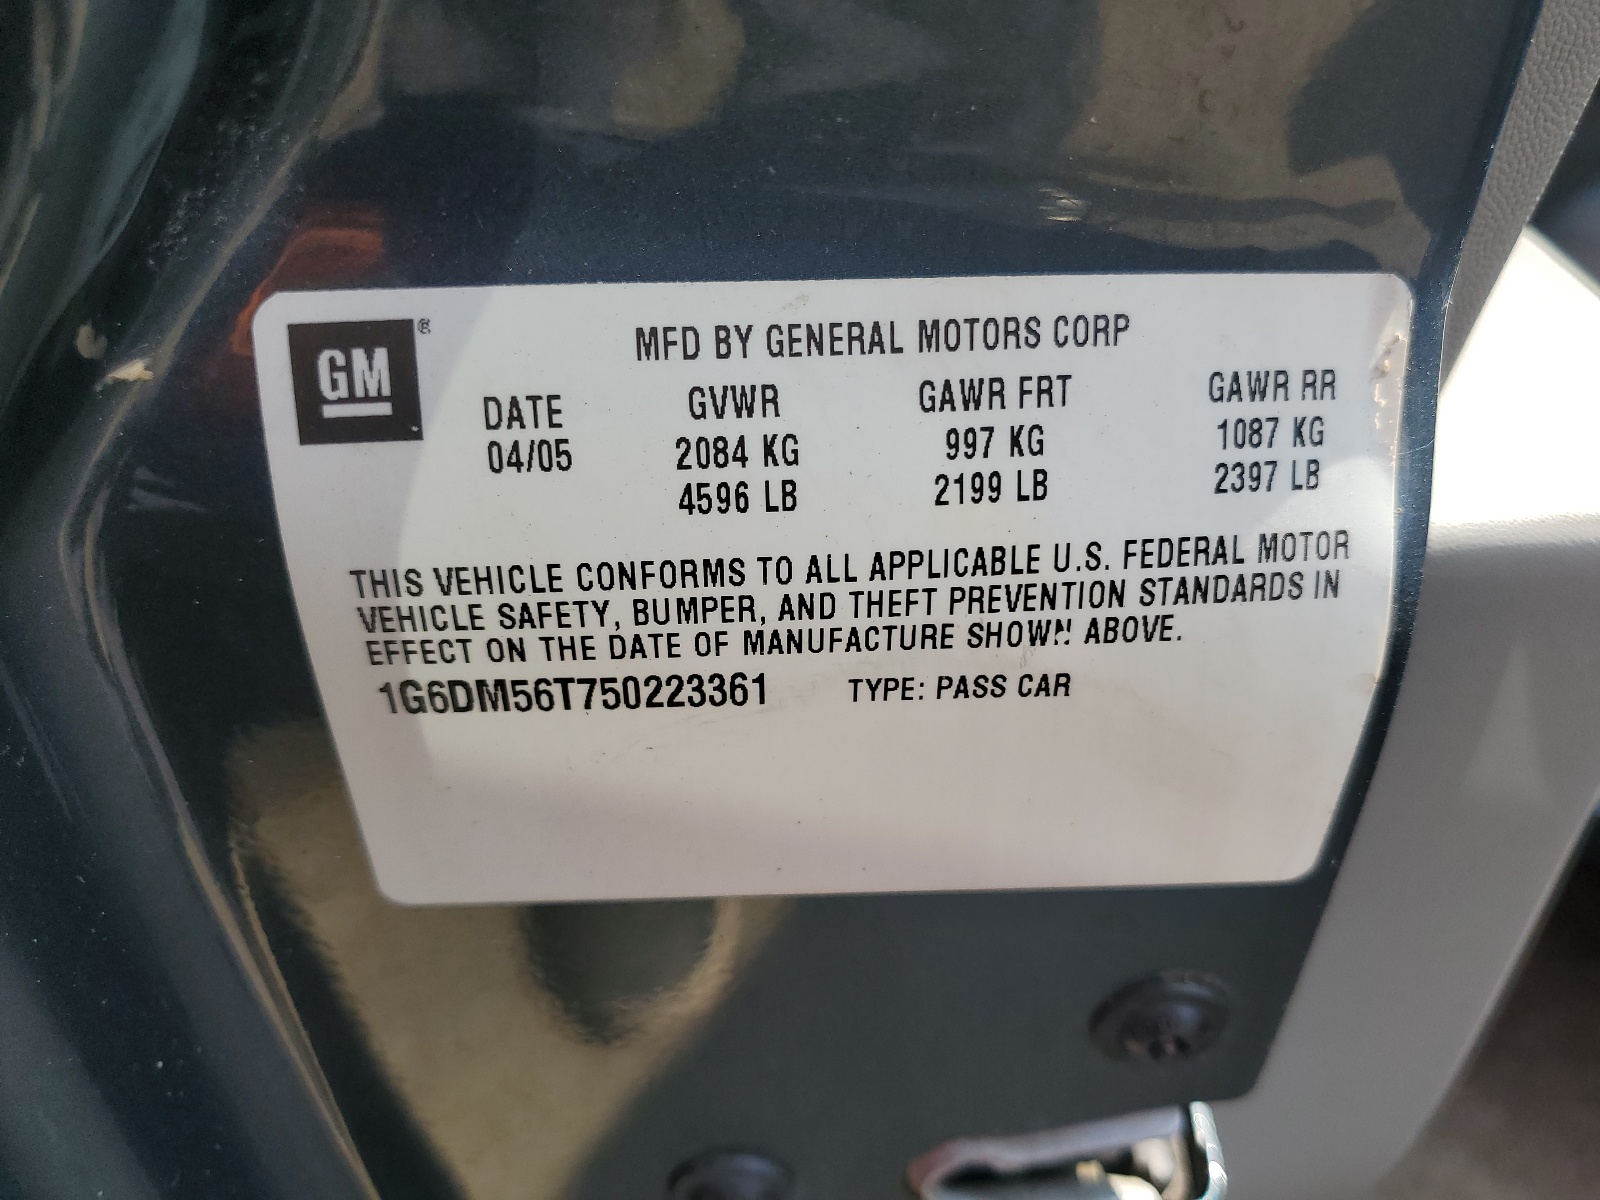 GM ®
MFD BY GENERAL MOTORS CORP
DATE GVWR GAWR FRT GAWR RR
04/05 2084 KG 997 KG 1087 KG
4596 LB 2199 LB 2397 LB
THIS VEHICLE CONFORMS TO ALL APPLICABLE U.S. FEDERAL MOTOR
VEHICLE SAFETY, BUMPER, AND THEFT PREVENTION STANDARDS IN
EFFECT ON THE DATE OF MANUFACTURE SHOWN ABOVE.
1G6DM56T750223361 TYPE: PASS CAR